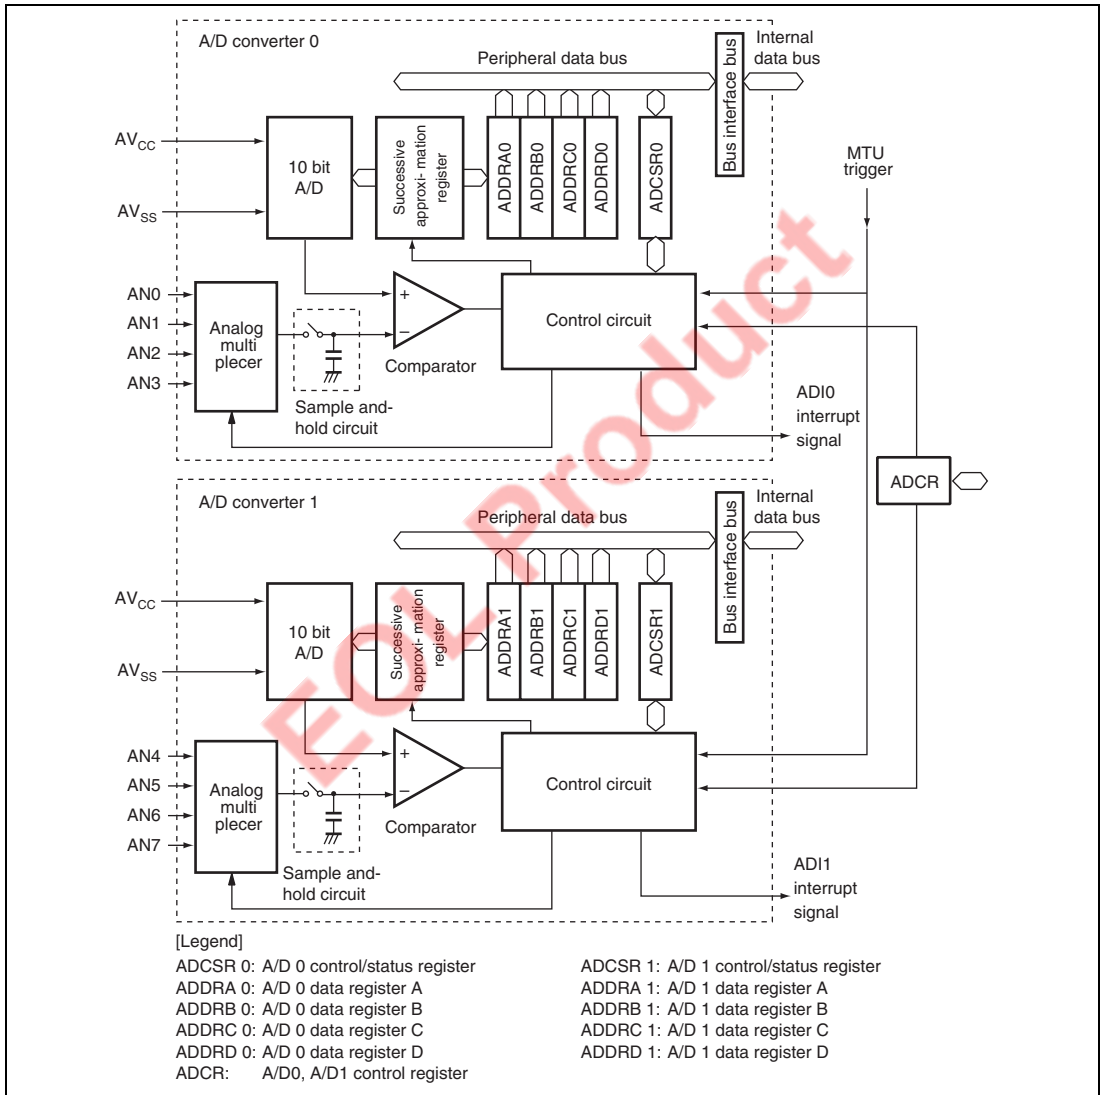 A/D converter 0
Internal
data bus
Peripheral data bus
Bus interface bus
AVCC
AVSS
10 bit
A/D
Successive
approxi- mation
register
ADDRA0
ADDRB0
ADDRC0
ADDRD0
ADCSR0
MTU
trigger
AN0
AN1
AN2
AN3
Analog
multi
plecer
+
−
Comparator
Control circuit
Sample and-
hold circuit
ADI0
interrupt
signal
ADCR
A/D converter 1
Internal
data bus
Peripheral data bus
Bus interface bus
AVCC
AVSS
10 bit
A/D
Successive
approxi- mation
register
ADDRA1
ADDRB1
ADDRC1
ADDRD1
ADCSR1
AN4
AN5
AN6
AN7
Analog
multi
plecer
+
−
Comparator
Control circuit
Sample and-
hold circuit
ADI1
interrupt
signal
EOL Product
[Legend]
ADCSR 0: A/D 0 control/status register
ADDRA 0: A/D 0 data register A
ADDRB 0: A/D 0 data register B
ADDRC 0: A/D 0 data register C
ADDRD 0: A/D 0 data register D
ADCR: A/D0, A/D1 control register
ADCSR 1: A/D 1 control/status register
ADDRA 1: A/D 1 data register A
ADDRB 1: A/D 1 data register B
ADDRC 1: A/D 1 data register C
ADDRD 1: A/D 1 data register D